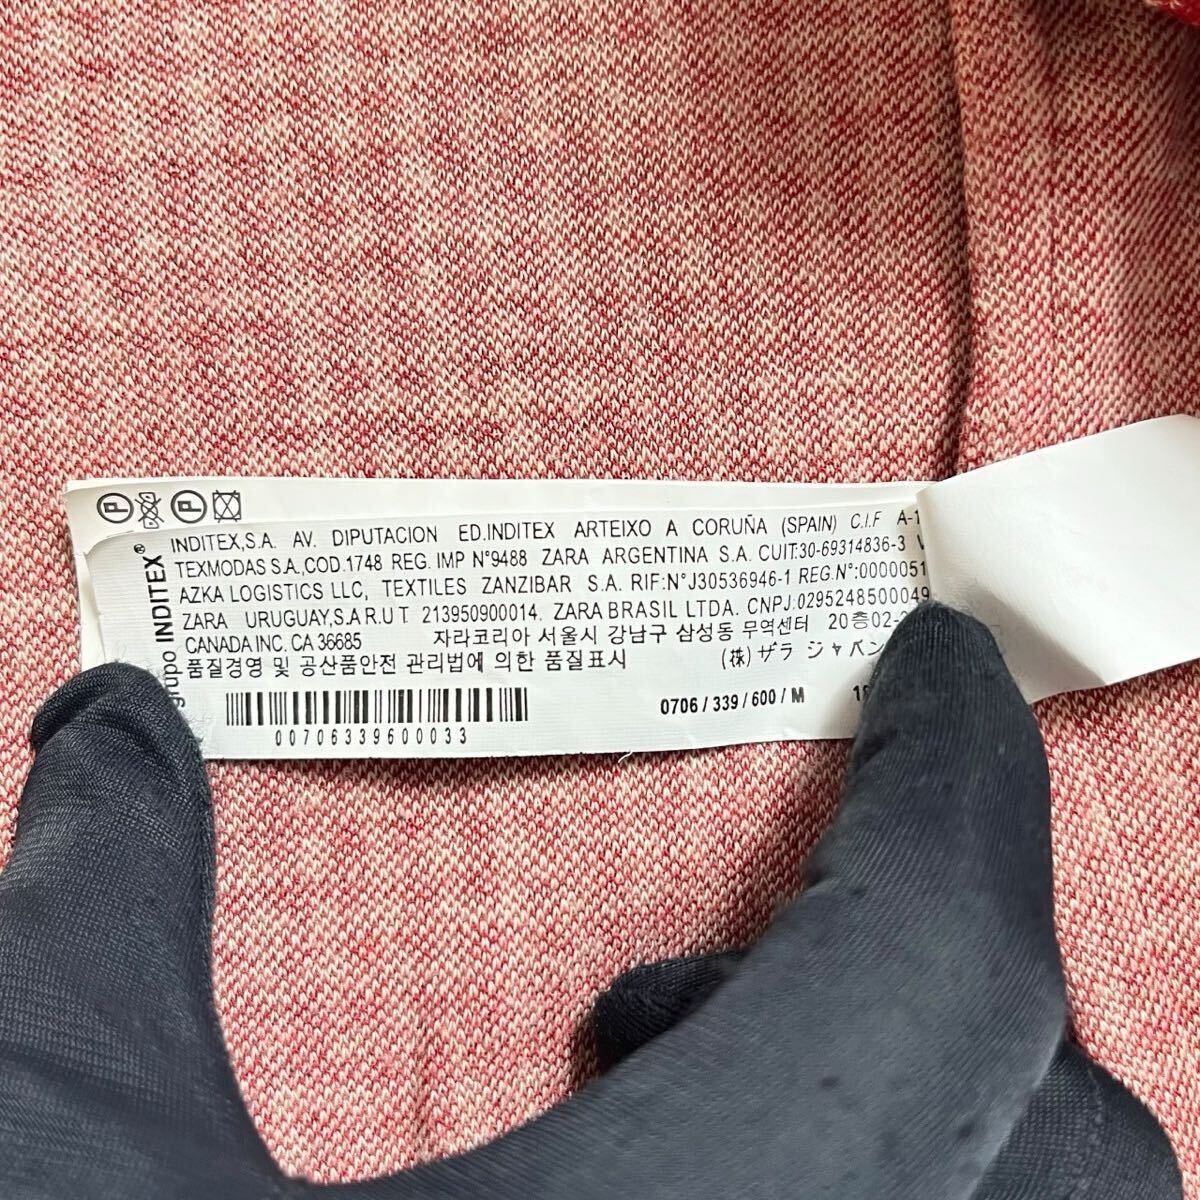 P P
grupo INDITEX®
INDITEX,S.A. AV. DIPUTACION ED.INDITEX ARTEIXO A CORUÑA (SPAIN) C.I.F A-1
TEXMODAS S.A.,COD.1748 REG. IMP N°9488 ZARA ARGENTINA S.A. CUIT:30-69314836-3 V
AZKA LOGISTICS LLC, TEXTILES ZANZIBAR S.A. RIF:N°J30536946-1 REG.N°:0000051
ZARA URUGUAY,S.A R.U.T 213950900014. ZARA BRASIL LTDA. CNPJ:0295248500049
CANADA INC. CA 36685 자라코리아 서울시 강남구 삼성동 무역센터 20층02-
품질경영 및 공산품안전 관리법에 의한 품질표시 (株)ザラ ジャパン
0706 / 339 / 600 / M
00706339600033